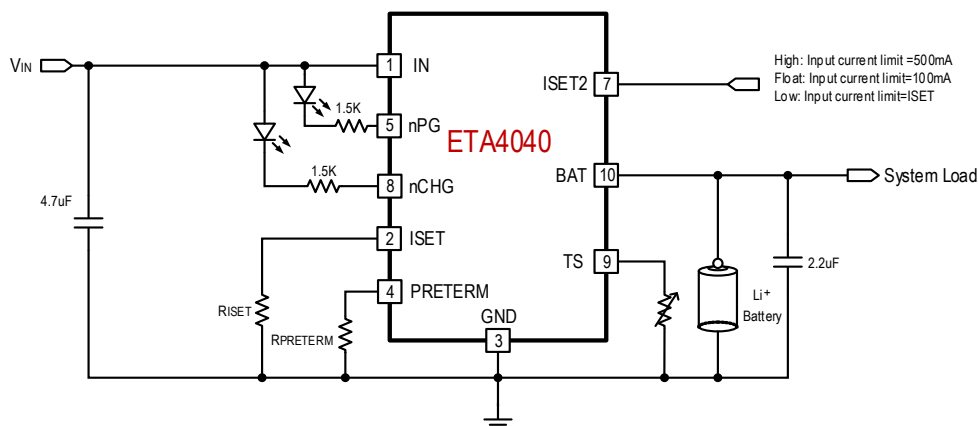 VIN
1
IN
1.5K
5
nPG
ETA4040
1.5K
8
nCHG
4.7uF
2
ISET
4
PRETERM
RISET
RPRETERM
GND
3
ISET2
7
High: Input current limit =500mA
Float: Input current limit=100mA
Low: Input current limit=ISET
BAT
10
System Load
TS
9
2.2uF
Li+
Battery